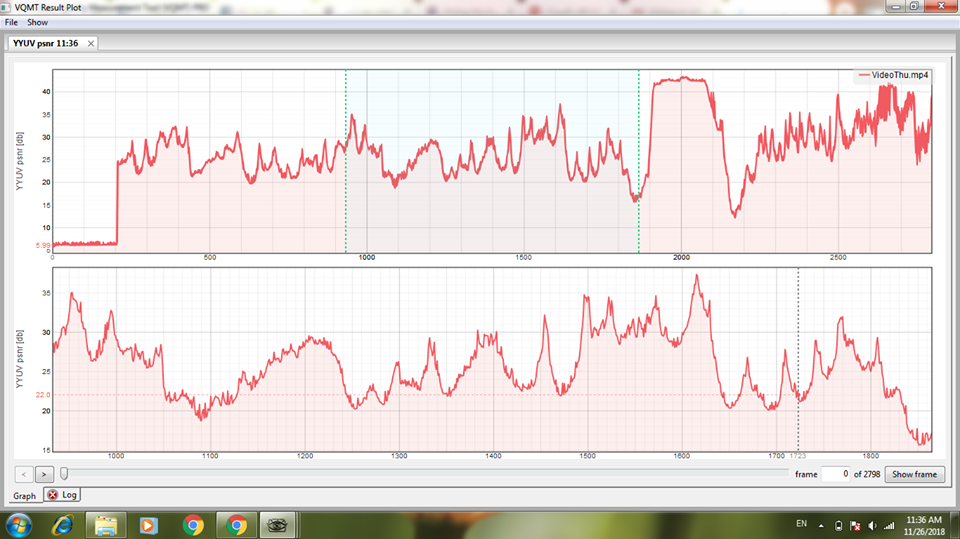 VQMT Result Plot
File Show
YYUV psnr 11:36
VideoThu.mp4
YYUV psnr [db]
40
35
30
25
20
15
10
5.99
5
0 500 1000 1500 2000 2500
YYUV psnr [db]
35
30
25
22.0
20
15
1000 1100 1200 1300 1400 1500 1600 1700 1723 1800
< > frame 0 of 2798 Show frame
Graph Log
EN 11:36 AM
11/26/2018